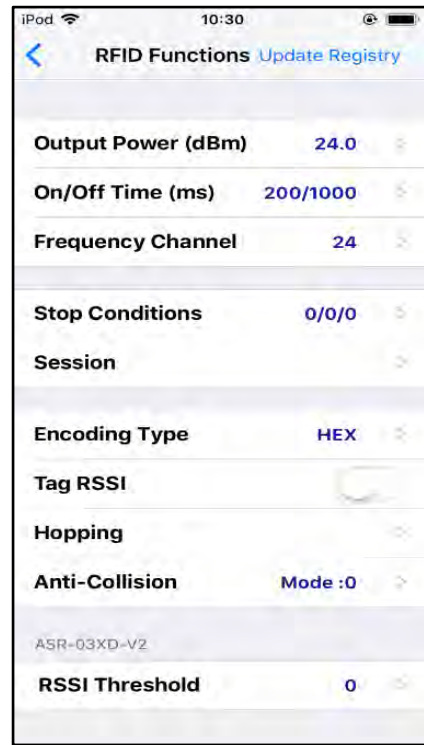 iPod 10:30
RFID Functions Update Registry
Output Power (dBm) 24.0
On/Off Time (ms) 200/1000
Frequency Channel 24
Stop Conditions 0/0/0
Session
Encoding Type HEX
Tag RSSI
Hopping
Anti-Collision Mode :0
ASR-03XD-V2
RSSI Threshold 0